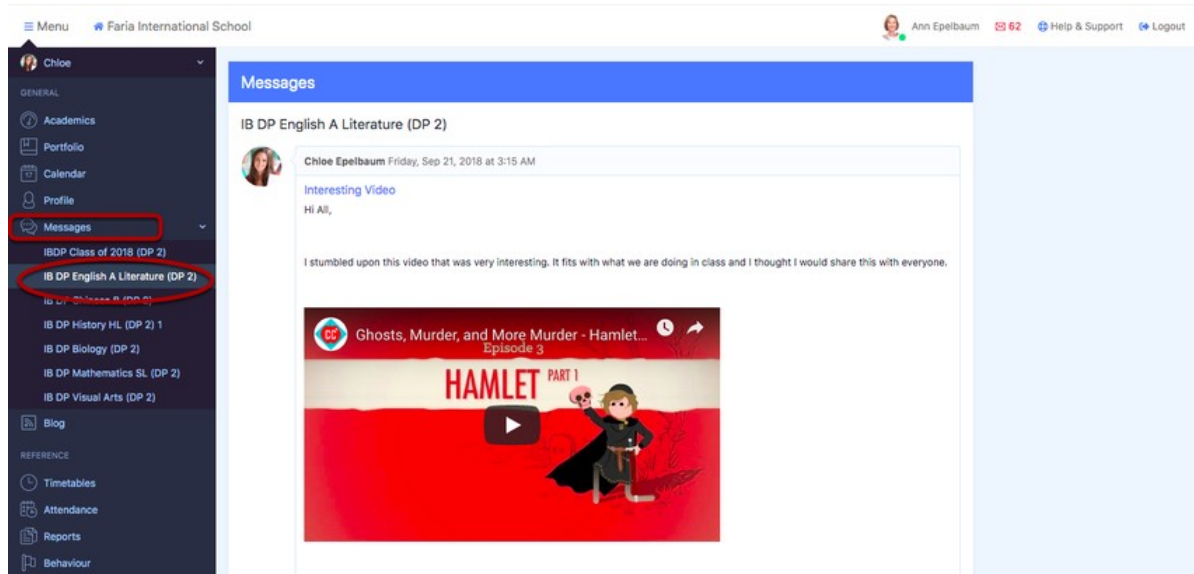 Menu Faria International School Ann Epelbaum 62 Help & Support Logout
Chloe
GENERAL
Academics
Portfolio
Calendar
17
Profile
Messages
IBDP Class of 2018 (DP 2)
IB DP English A Literature (DP 2)
IB DP Chinese B (DP 2)
IB DP History HL (DP 2) 1
IB DP Biology (DP 2)
IB DP Mathematics SL (DP 2)
IB DP Visual Arts (DP 2)
Blog
REFERENCE
Timetables
Attendance
Reports
Behaviour
Messages
IB DP English A Literature (DP 2)
Chloe Epelbaum Friday, Sep 21, 2018 at 3:15 AM
Interesting Video
Hi All,
I stumbled upon this video that was very interesting. It fits with what we are doing in class and I thought I would share this with everyone.
CC
Ghosts, Murder, and More Murder - Hamlet...
Episode 3
HAMLET PART 1